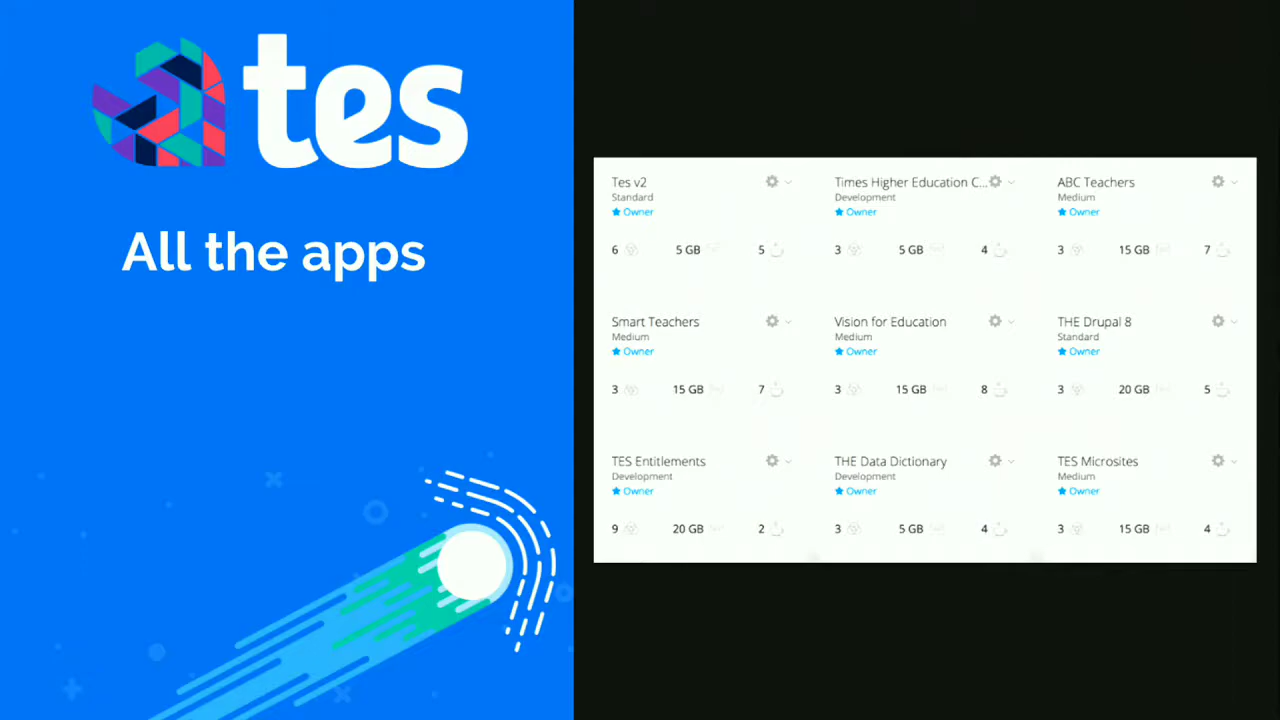 tes
All the apps
Tes v2
Standard
Owner
6 5 GB 5
Times Higher Education C...
Development
Owner
3 5 GB 4
ABC Teachers
Medium
Owner
3 15 GB 7
Smart Teachers
Medium
Owner
3 15 GB 7
Vision for Education
Medium
Owner
3 15 GB 8
THE Drupal 8
Standard
Owner
3 20 GB 5
TES Entitlements
Development
Owner
9 20 GB 2
THE Data Dictionary
Development
Owner
3 5 GB 4
TES Microsites
Medium
Owner
3 15 GB 4